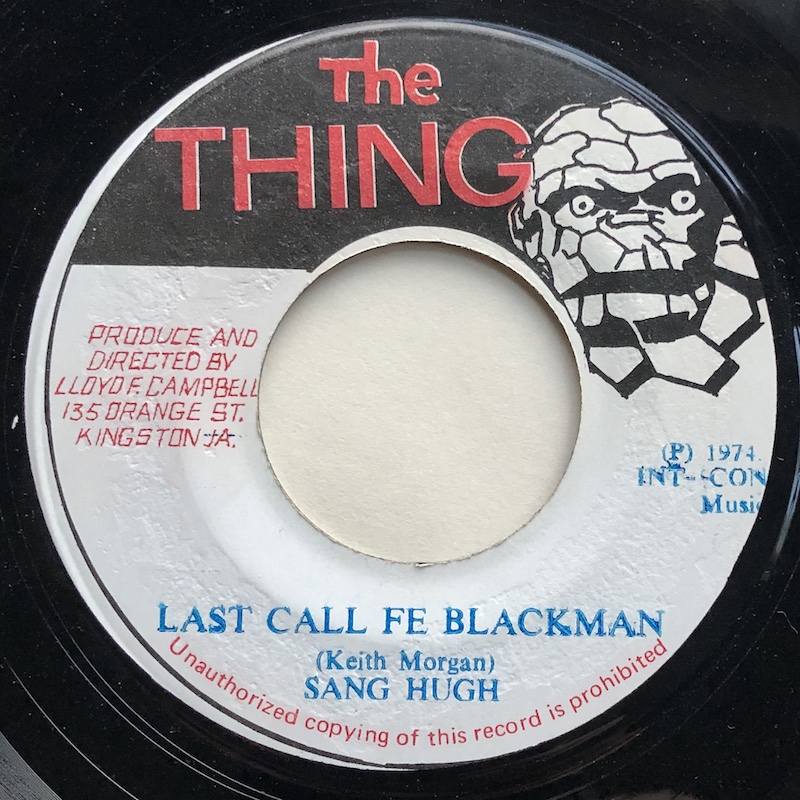 The
THING
PRODUCE AND
DIRECTED BY
LLOYD F. CAMPBELL
135 ORANGE ST.
KINGSTON JA.
(P) 1974.
INT--CON
Music
LAST CALL FE BLACKMAN
(Keith Morgan)
SANG HUGH
Unauthorized copying of this record is prohibited